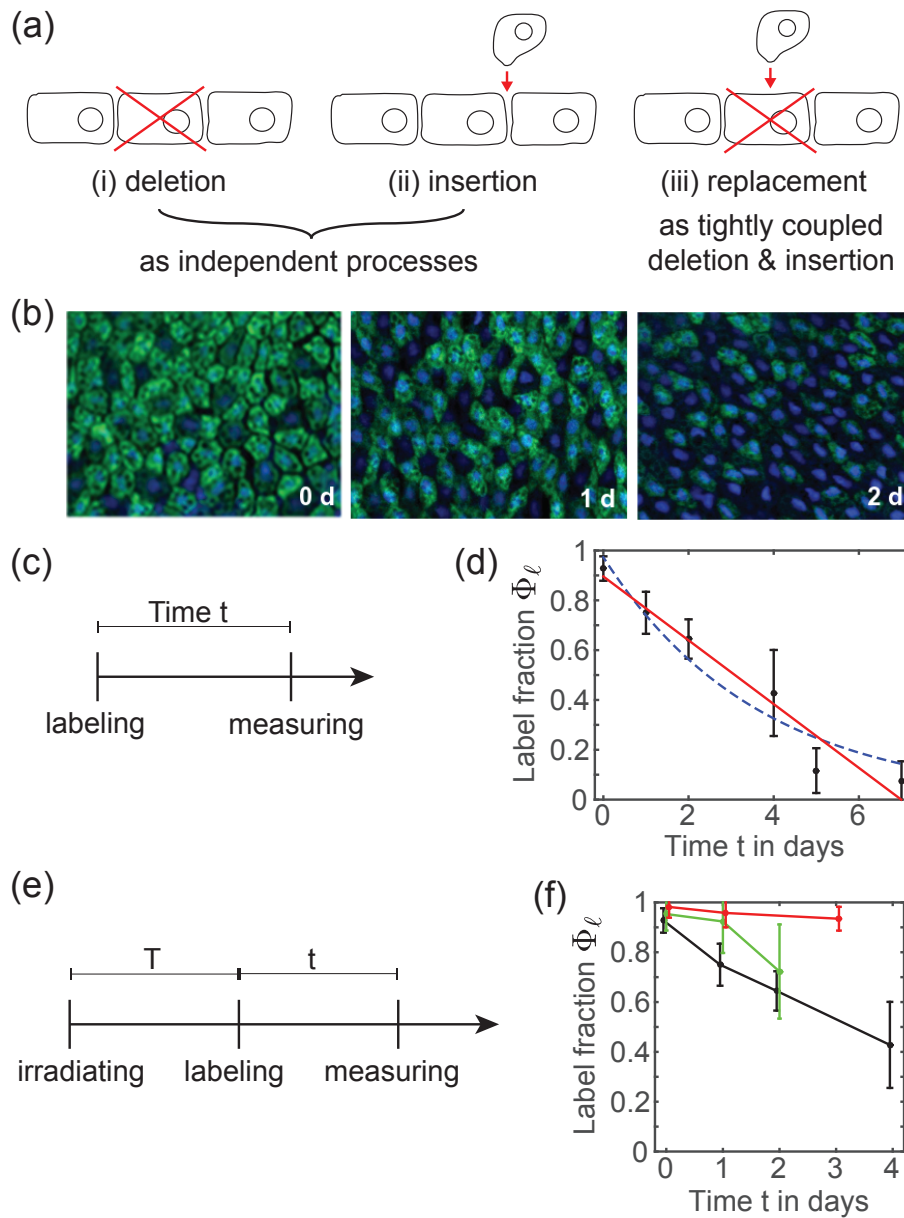 (a)
(i) deletion
(ii) insertion
(iii) replacement
as independent processes
as tightly coupled
deletion & insertion
(b)
0 d
1 d
2 d
(c)
Time t
labeling
measuring
(d)
Label fraction Φℓ
1
0.8
0.6
0.4
0.2
0
0
2
4
6
Time t in days
(e)
T
t
irradiating
labeling
measuring
(f)
Label fraction Φℓ
1
0.8
0.6
0.4
0.2
0
0
1
2
3
4
Time t in days